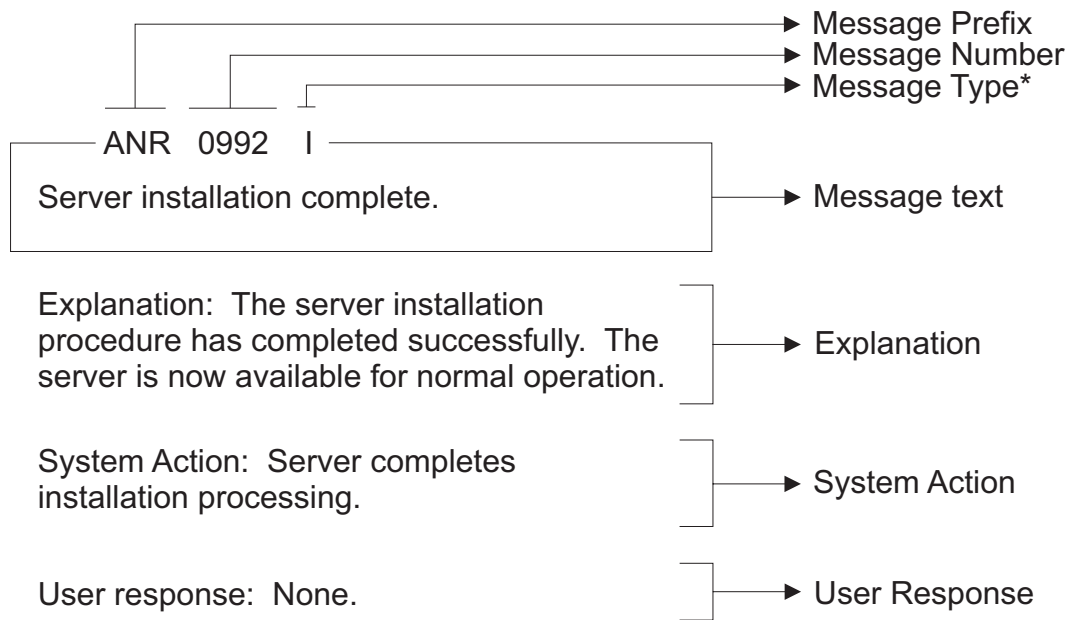 Message Prefix
Message Number
Message Type*
ANR 0992 I
Server installation complete.
Message text
Explanation: The server installation
procedure has completed successfully. The
server is now available for normal operation.
Explanation
System Action: Server completes
installation processing.
System Action
User response: None.
User Response